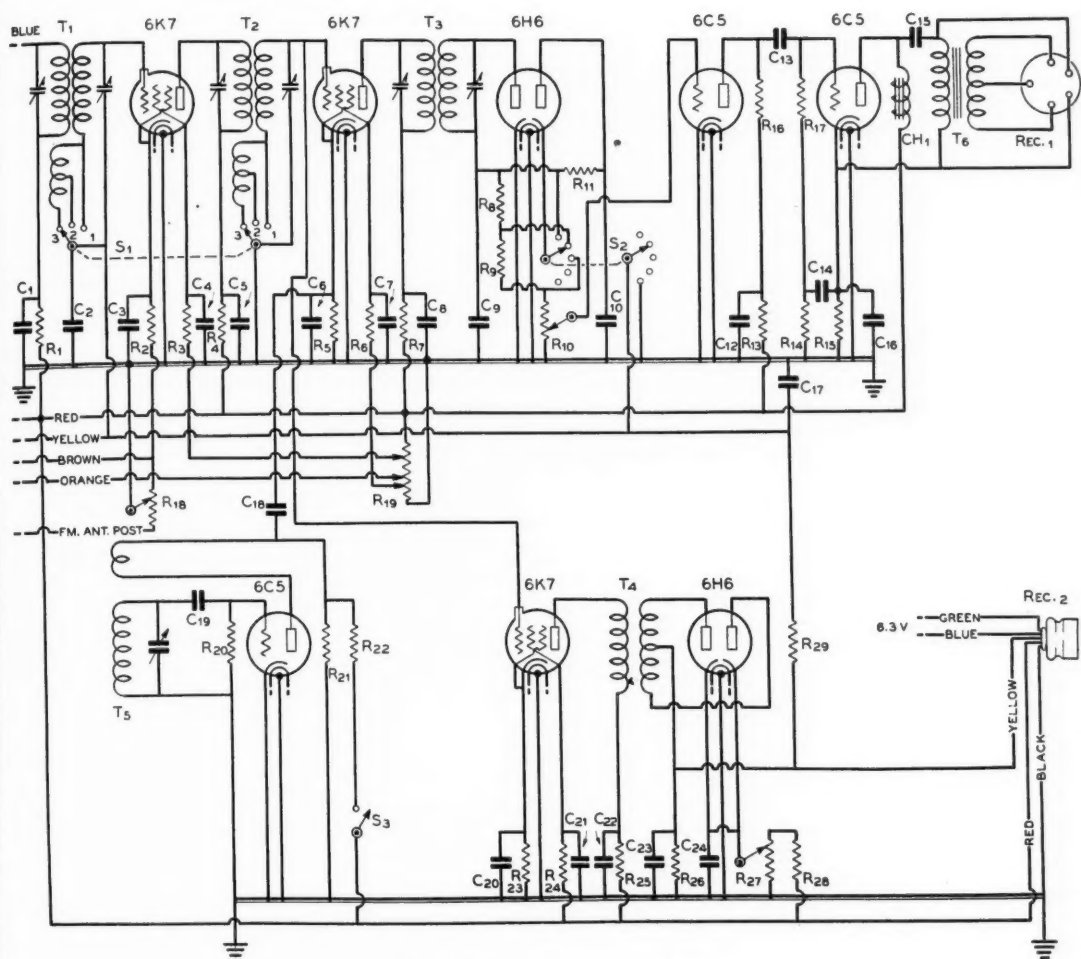 BLUE T1 6K7 T2 6K7 T3 6H6 6C5 6C5 C15
C13
R16 R17 CH1 T6 REC.1
R11
R8
3 2 1 S1 3 2 1
R9 S2
C1 C2 C3 C4 C5 C6 C7 C8 C9 C10 C14
R1 R2 R3 R4 R5 R6 R7 R10 C12 R13 R14 R15 C16
C17
RED
YELLOW
BROWN
ORANGE
R18 C18 R19
FM. ANT. POST
6C5 6K7 T4 6H6 REC. 2
C19 GREEN
6.3 V BLUE
R20 R21 R22 R29
T5 YELLOW
BLACK
RED
S3
C21 C22 C23 C24
C20 R23 R24 R25 R26 R27 R28